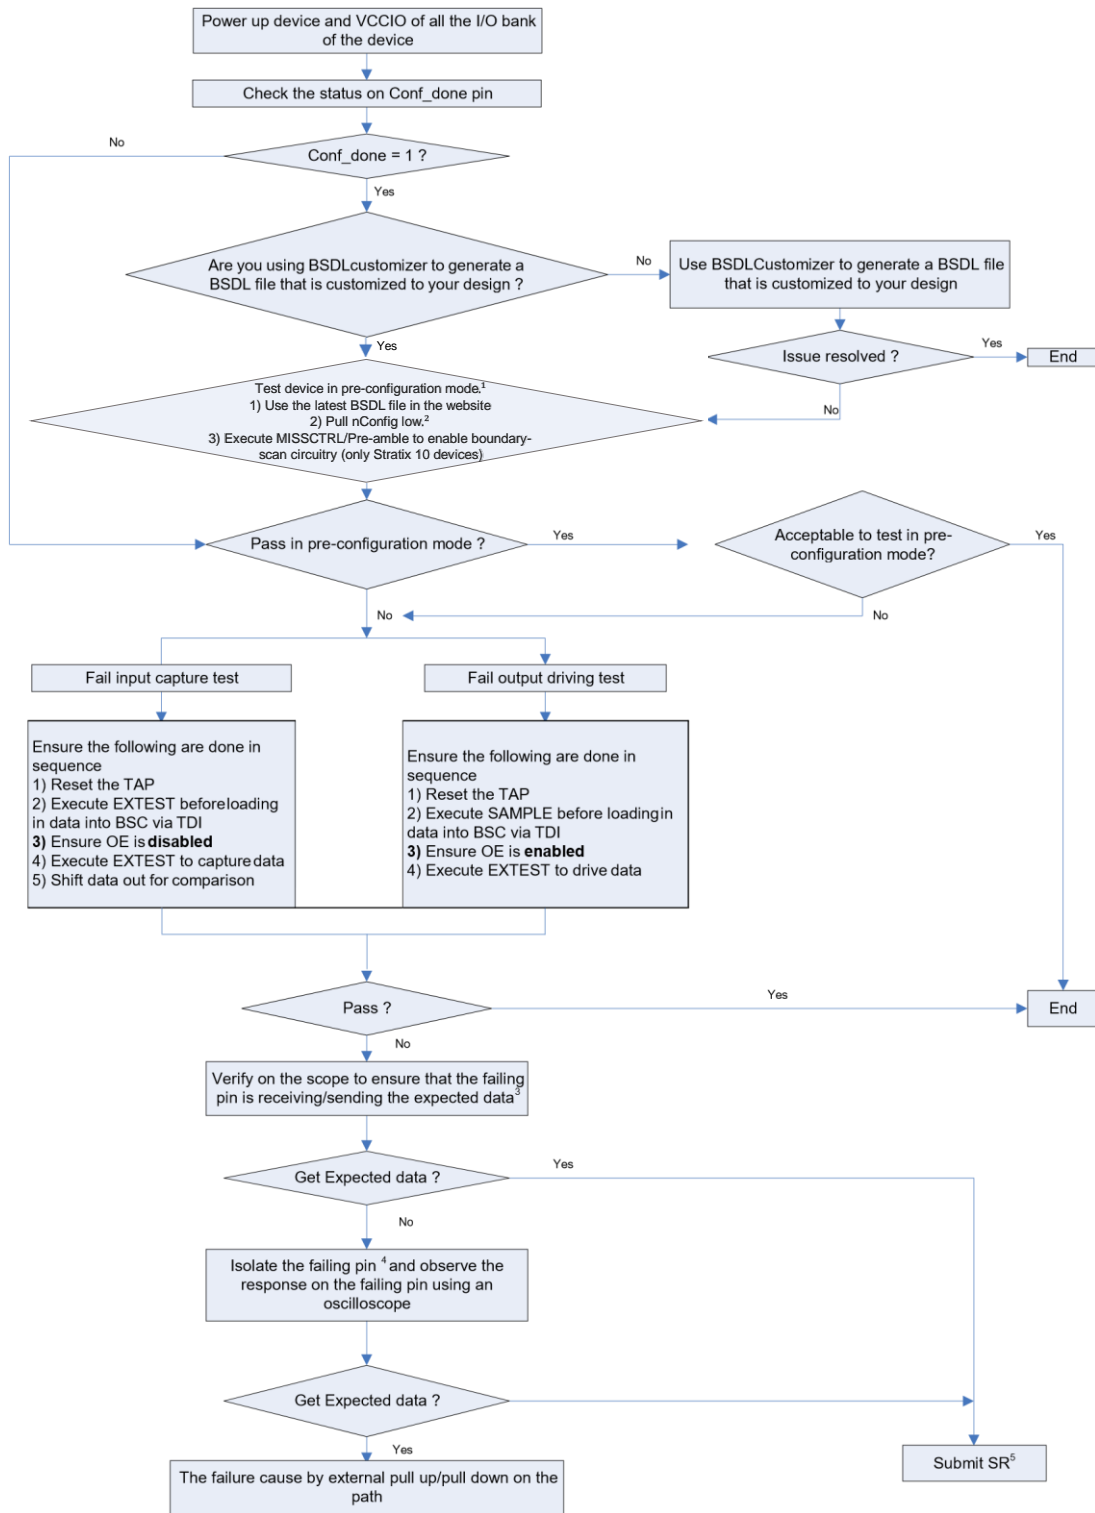 Power up device and VCCIO of all the I/O bank
of the device
Check the status on Conf_done pin
No
Conf_done = 1 ?
Yes
Are you using BSDLcustomizer to generate a
BSDL file that is customized to your design ?
No
Use BSDLCustomizer to generate a BSDL file
that is customized to your design
Yes
Issue resolved ?
Yes
End
No
Test device in pre-configuration mode.¹
1) Use the latest BSDL file in the website
2) Pull nConfig low.²
3) Execute MISSCTRL/Pre-amble to enable boundary-
scan circuitry (only Stratix 10 devices)
Pass in pre-configuration mode ?
Yes
Acceptable to test in pre-
configuration mode?
Yes
No
No
Fail input capture test
Fail output driving test
Ensure the following are done in
sequence
1) Reset the TAP
2) Execute EXTEST beforeloading
in data into BSC via TDI
3) Ensure OE is disabled
4) Execute EXTEST to capture data
5) Shift data out for comparison
Ensure the following are done in
sequence
1) Reset the TAP
2) Execute SAMPLE before loading in
data into BSC via TDI
3) Ensure OE is enabled
4) Execute EXTEST to drive data
Pass ?
Yes
End
No
Verify on the scope to ensure that the failing
pin is receiving/sending the expected data³
Get Expected data ?
Yes
No
Isolate the failing pin ⁴ and observe the
response on the failing pin using an
oscilloscope
Get Expected data ?
Yes
Submit SR⁵
The failure cause by external pull up/pull down on the
path